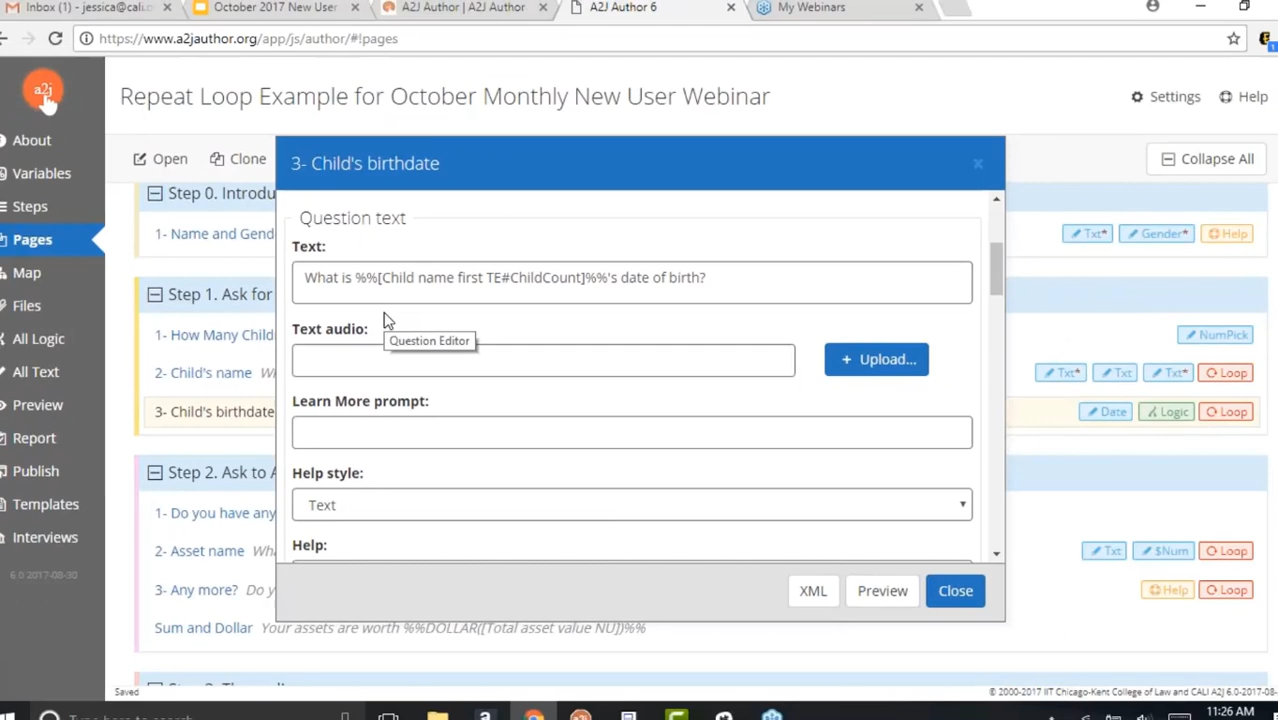 Inbox (1) - jessica@cali.o
October 2017 New User
A2J Author | A2J Author
A2J Author 6
My Webinars
https://www.a2jauthor.org/app/js/author/#!pages
a2j
Repeat Loop Example for October Monthly New User Webinar
Settings
Help
About
Variables
Steps
Pages
Map
Files
All Logic
All Text
Preview
Report
Publish
Templates
Interviews
6.0.2017-08-30
Open
Clone
Collapse All
Step 0. Introdu
1- Name and Gend
Txt*
Gender*
Help
Step 1. Ask for
1- How Many Childr
NumPick
2- Child's name
Txt*
Txt
Txt*
Loop
3- Child's birthdate
Date
Logic
Loop
Step 2. Ask to A
1- Do you have any
2- Asset name
Txt
$Num
Loop
3- Any more? Do y
Help
Loop
Sum and Dollar Your assets are worth %%DOLLAR([Total asset value NU])%%
3- Child's birthdate
x
Question text
Text:
What is %%[Child name first TE#ChildCount]%%'s date of birth?
Text audio:
Question Editor
+ Upload...
Learn More prompt:
Help style:
Text
Help:
XML
Preview
Close
Saved
© 2000-2017 IIT Chicago-Kent College of Law and CALI A2J 6.0-2017-08-
Type here to search
11:26 AM